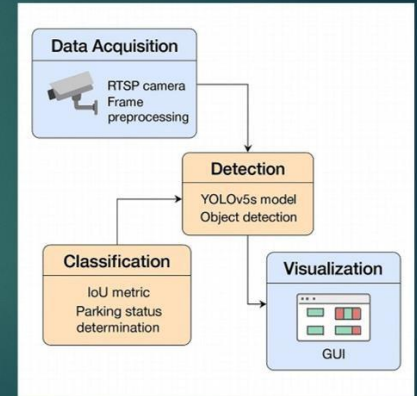 Data Acquisition
RTSP camera
Frame
preprocessing
Detection
YOLOv5s model
Object detection
Classification
IoU metric
Parking status
determination
Visualization
GUI